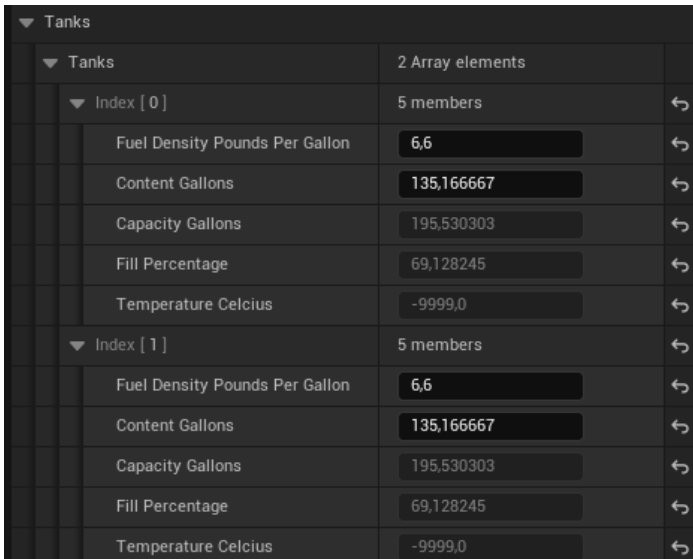 Tanks
Tanks 2 Array elements
Index [ 0 ] 5 members
Fuel Density Pounds Per Gallon 6,6
Content Gallons 135,166667
Capacity Gallons 195,530303
Fill Percentage 69,128245
Temperature Celcius -9999,0
Index [ 1 ] 5 members
Fuel Density Pounds Per Gallon 6,6
Content Gallons 135,166667
Capacity Gallons 195,530303
Fill Percentage 69,128245
Temperature Celcius -9999,0